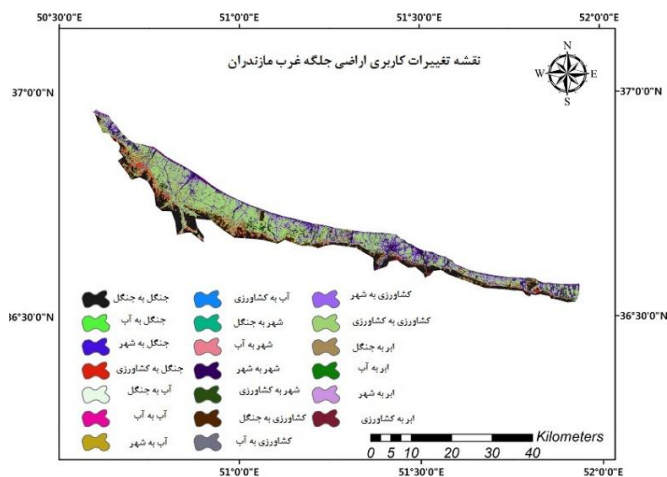 50°30'0"E 51°0'0"E 51°30'0"E 52°0'0"E
نقشه تغییرات کاربری اراضی جلگه غرب مازندران
N
W E
S
37°0'0"N 37°0'0"N
36°30'0"N 36°30'0"N
جنگل به جنگل
جنگل به آب
جنگل به شهر
جنگل به کشاورزی
آب به جنگل
آب به آب
آب به شهر
آب به کشاورزی
شهر به جنگل
شهر به آب
شهر به شهر
شهر به کشاورزی
کشاورزی به جنگل
کشاورزی به آب
کشاورزی به شهر
کشاورزی به کشاورزی
ابر به جنگل
ابر به آب
ابر به شهر
ابر به کشاورزی
Kilometers
0 5 10 20 30 40
51°0'0"E 51°30'0"E 52°0'0"E